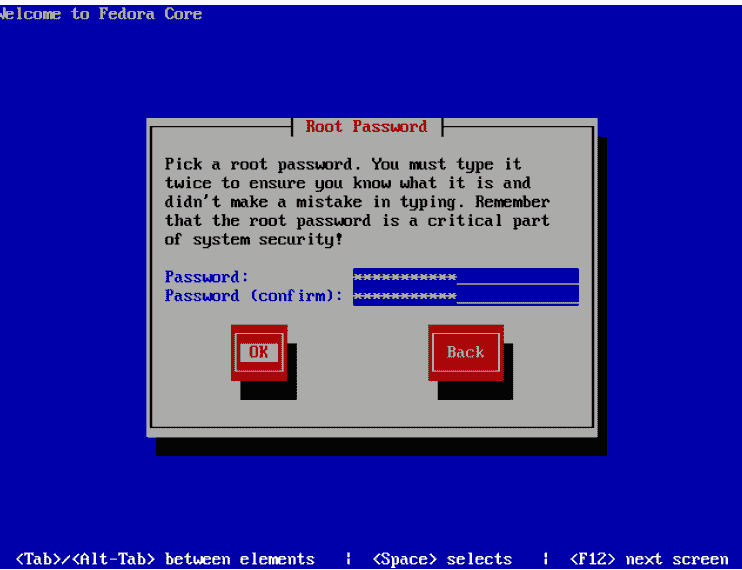 Welcome to Fedora Core
Root Password
Pick a root password. You must type it
twice to ensure you know what it is and
didn't make a mistake in typing. Remember
that the root password is a critical part
of system security!
Password: ***********
Password (confirm): ***********
OK Back
<Tab>/<Alt-Tab> between elements | <Space> selects | <F12> next screen